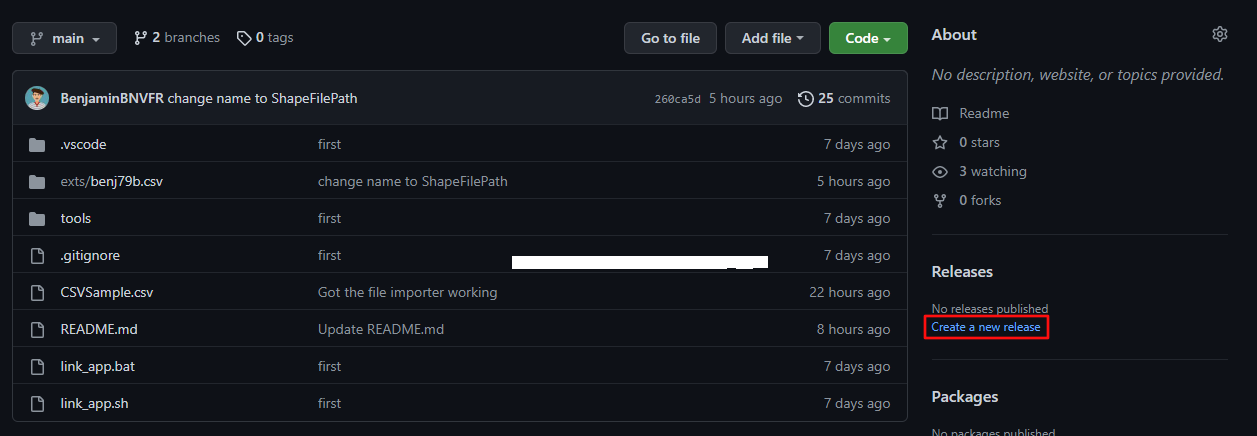 main
2 branches
0 tags
Go to file
Add file
Code
BenjaminBNVFR change name to ShapeFilePath
260ca5d 5 hours ago
25 commits
.vscode first 7 days ago
exts/benj79b.csv change name to ShapeFilePath 5 hours ago
tools first 7 days ago
.gitignore first 7 days ago
CSVSample.csv Got the file importer working 22 hours ago
README.md Update README.md 8 hours ago
link_app.bat first 7 days ago
link_app.sh first 7 days ago
About
No description, website, or topics provided.
Readme
0 stars
3 watching
0 forks
Releases
No releases published
Create a new release
Packages
No packages published